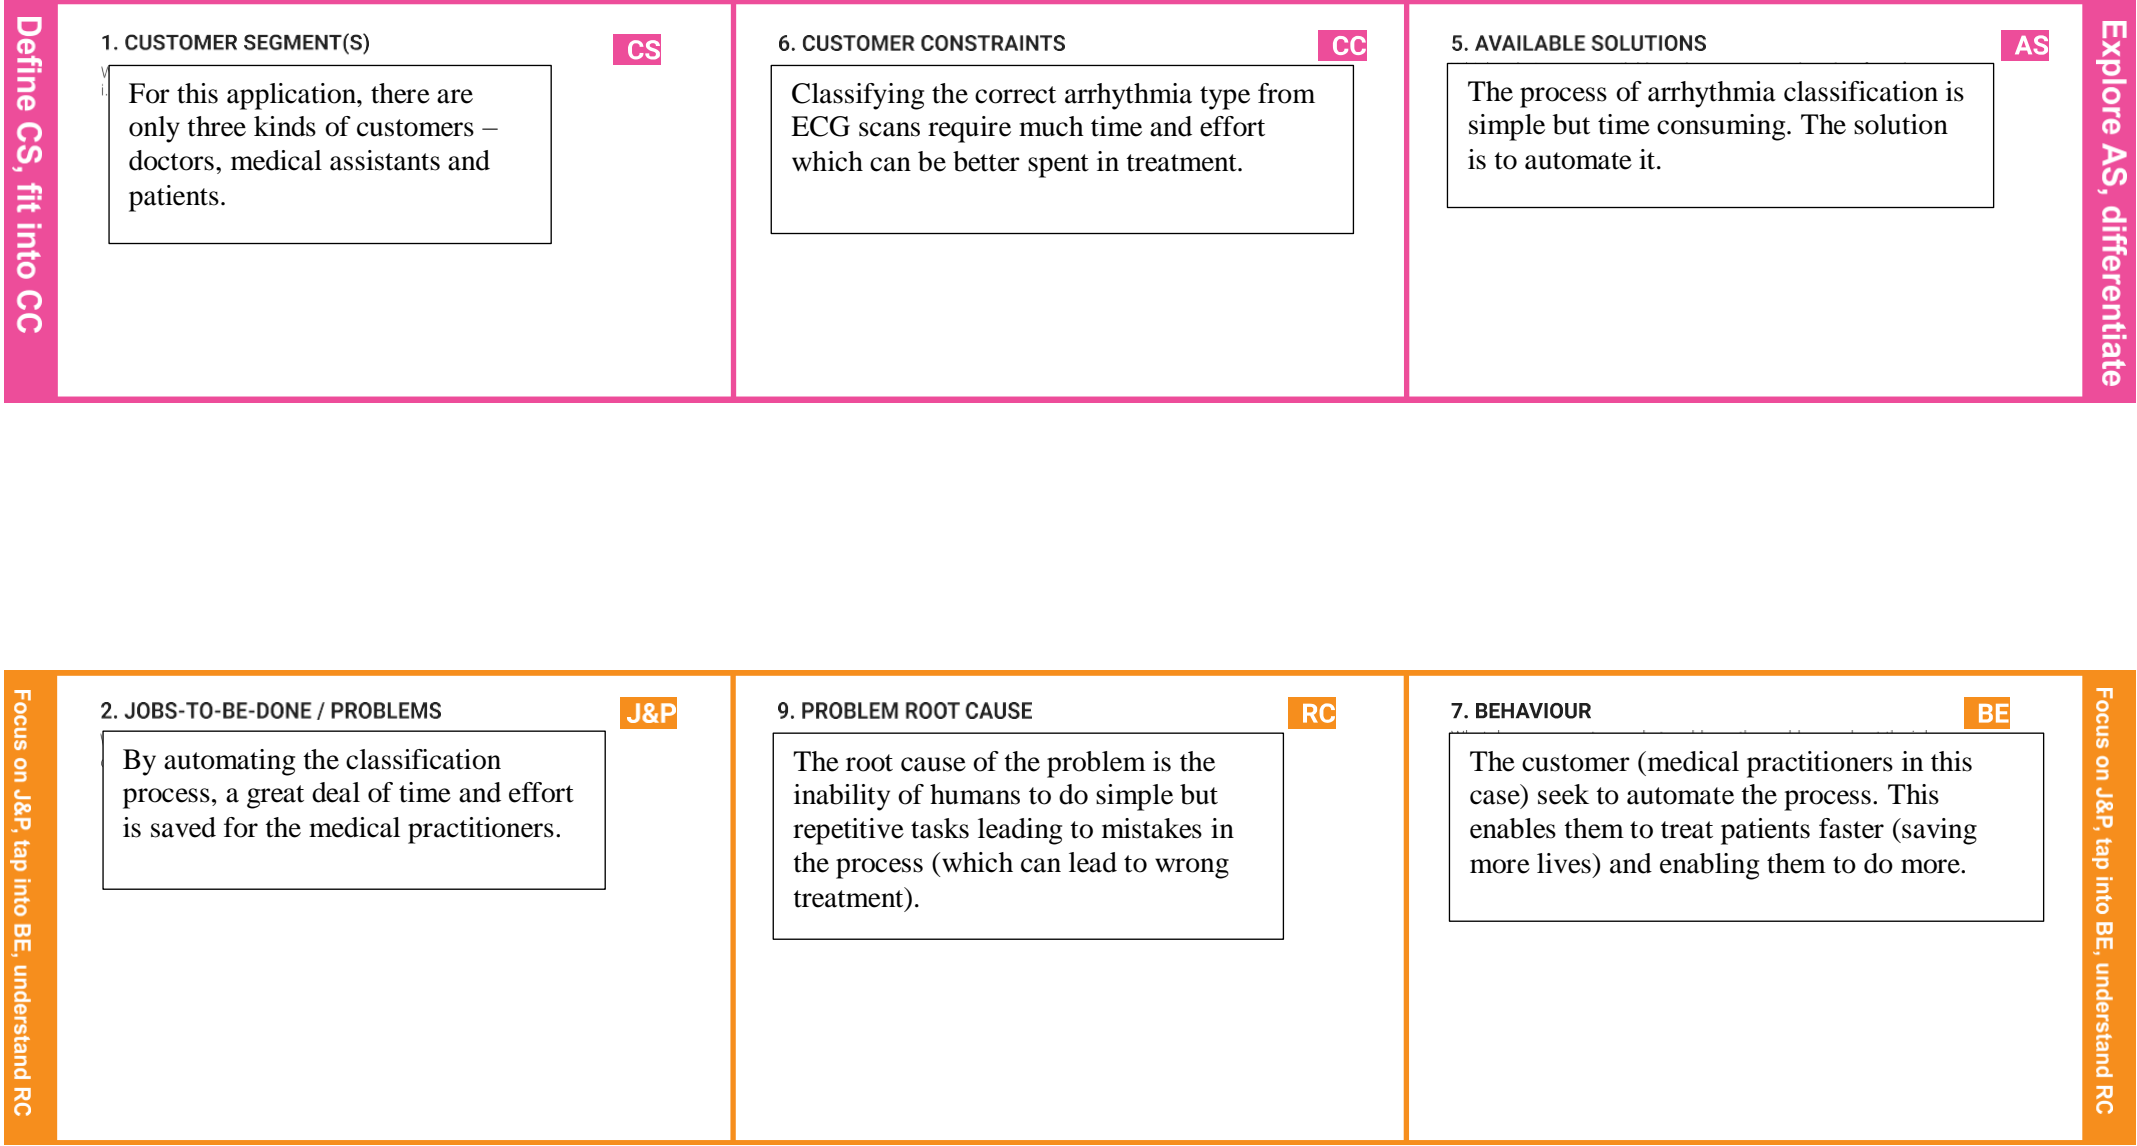 Define CS, fit into CC
1. CUSTOMER SEGMENT(S)
CS
For this application, there are
only three kinds of customers –
doctors, medical assistants and
patients.
6. CUSTOMER CONSTRAINTS
CC
Classifying the correct arrhythmia type from
ECG scans require much time and effort
which can be better spent in treatment.
5. AVAILABLE SOLUTIONS
AS
The process of arrhythmia classification is
simple but time consuming. The solution
is to automate it.
Explore AS, differentiate
Focus on J&P, tap into BE, understand RC
2. JOBS-TO-BE-DONE / PROBLEMS
J&P
By automating the classification
process, a great deal of time and effort
is saved for the medical practitioners.
9. PROBLEM ROOT CAUSE
RC
The root cause of the problem is the
inability of humans to do simple but
repetitive tasks leading to mistakes in
the process (which can lead to wrong
treatment).
7. BEHAVIOUR
BE
The customer (medical practitioners in this
case) seek to automate the process. This
enables them to treat patients faster (saving
more lives) and enabling them to do more.
Focus on J&P, tap into BE, understand RC